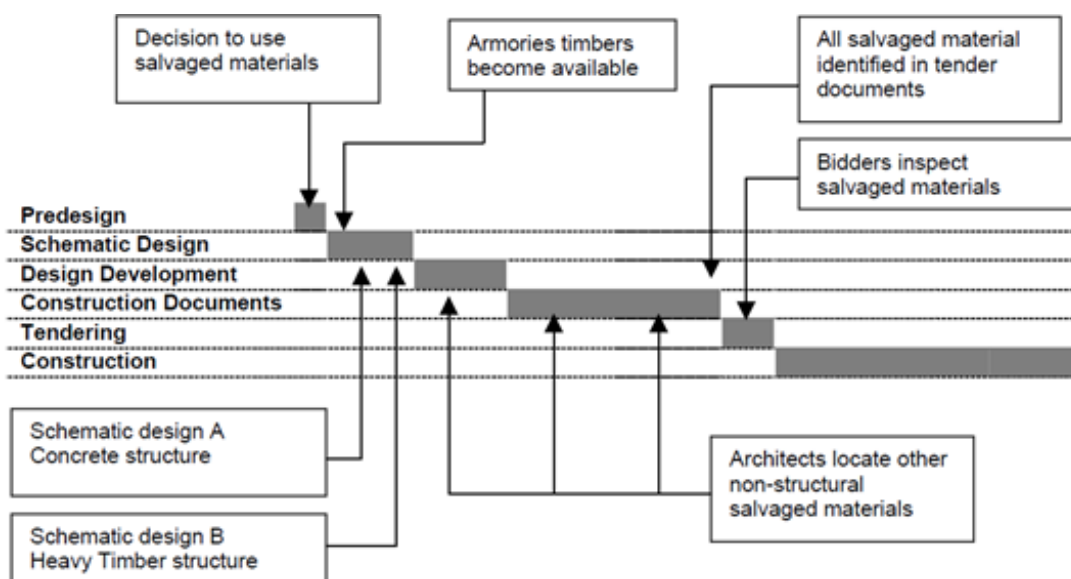 Decision to use
salvaged materials
Armories timbers
become available
All salvaged material
identified in tender
documents
Bidders inspect
salvaged materials
Predesign
Schematic Design
Design Development
Construction Documents
Tendering
Construction
Schematic design A
Concrete structure
Schematic design B
Heavy Timber structure
Architects locate other
non-structural
salvaged materials